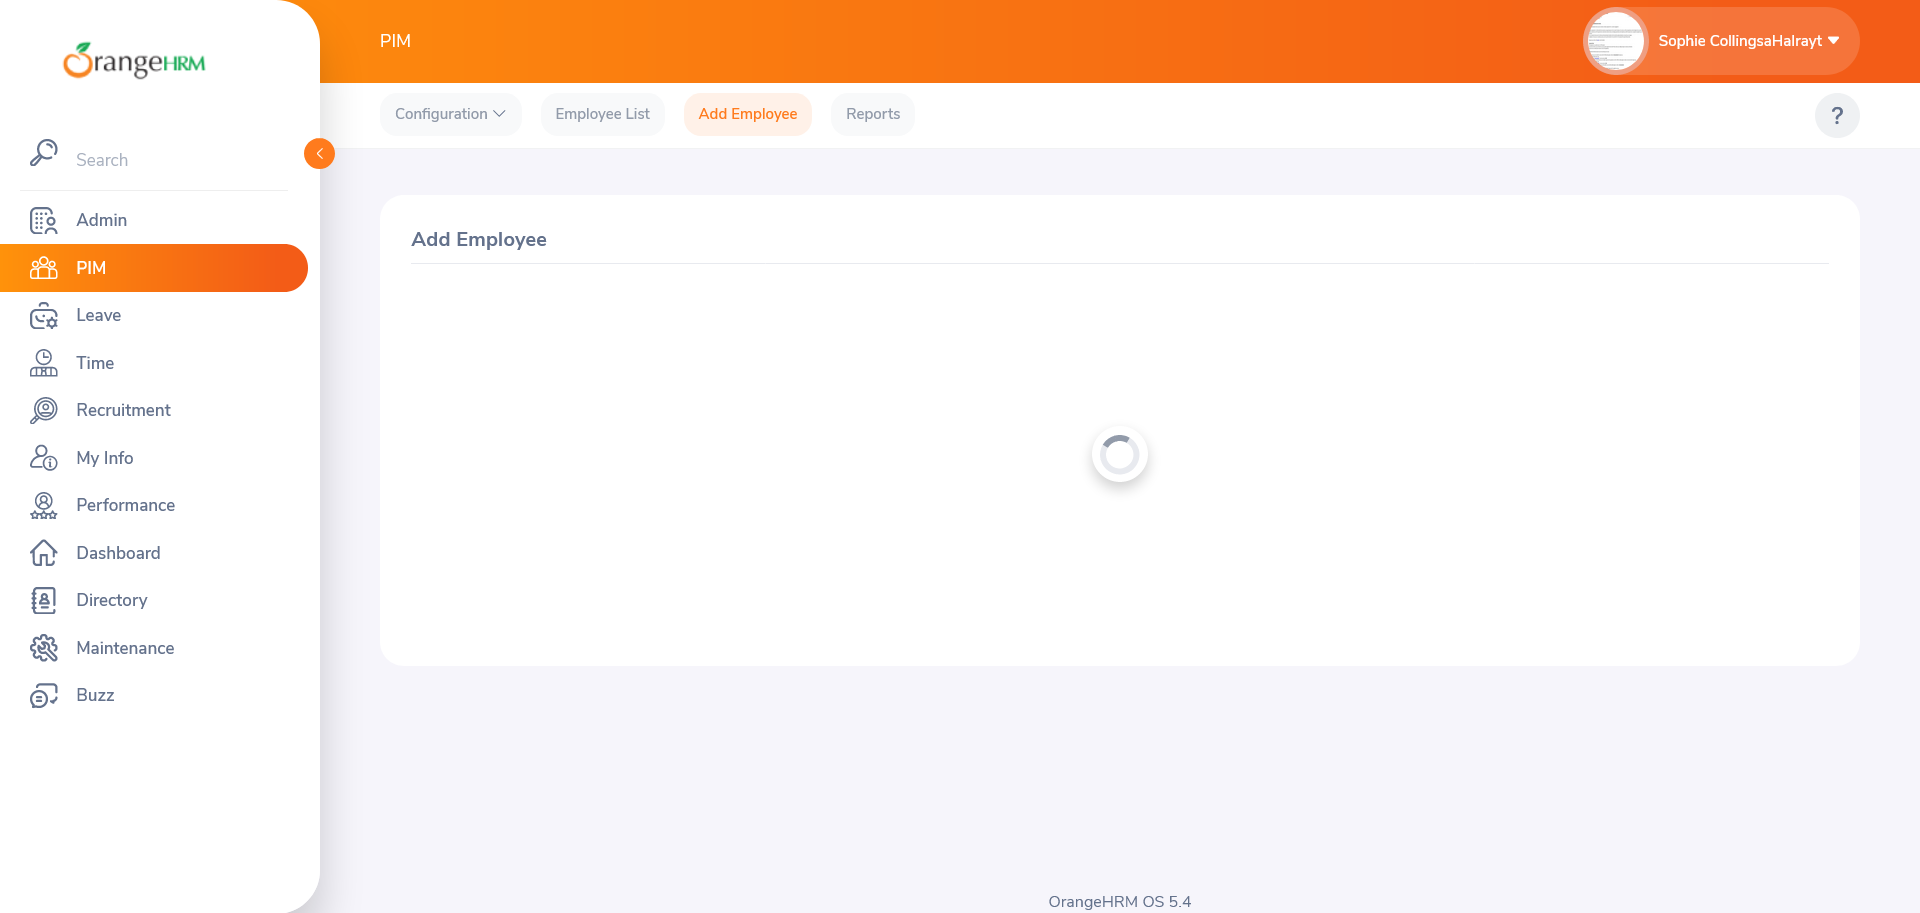 OrangeHRM
PIM
Sophie CollingsaHalrayt
Configuration
Employee List
Add Employee
Reports
?
Search
Admin
PIM
Leave
Time
Recruitment
My Info
Performance
Dashboard
Directory
Maintenance
Buzz
Add Employee
OrangeHRM OS 5.4